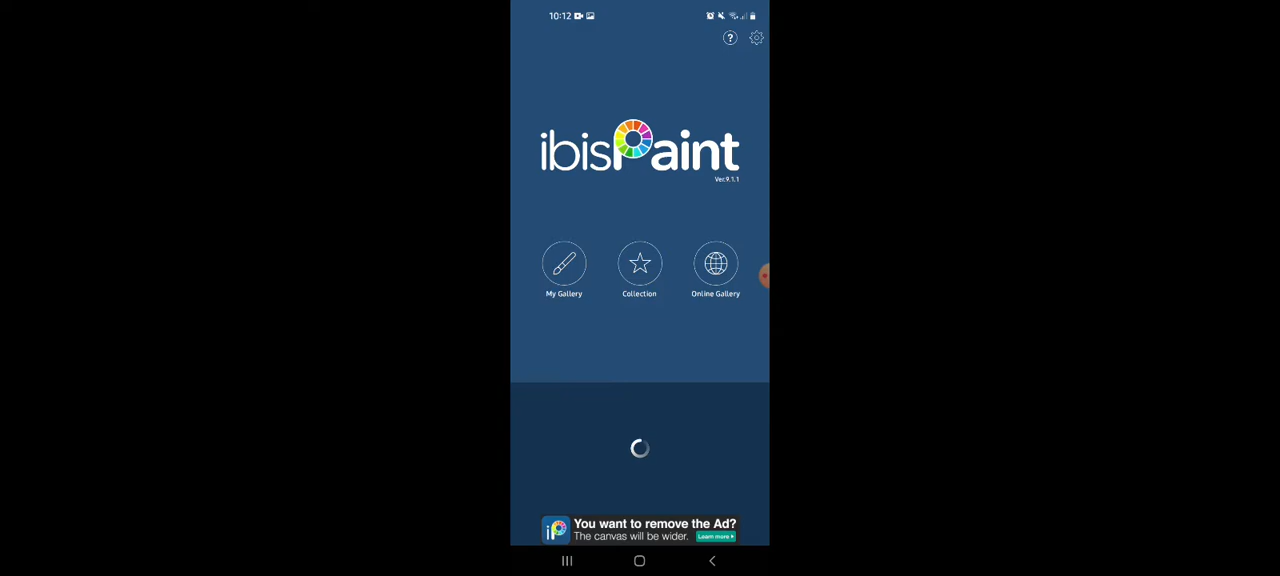 10:12
ibisPaint
Ver.9.1.1
My Gallery
Collection
Online Gallery
You want to remove the Ad?
The canvas will be wider.
Learn more